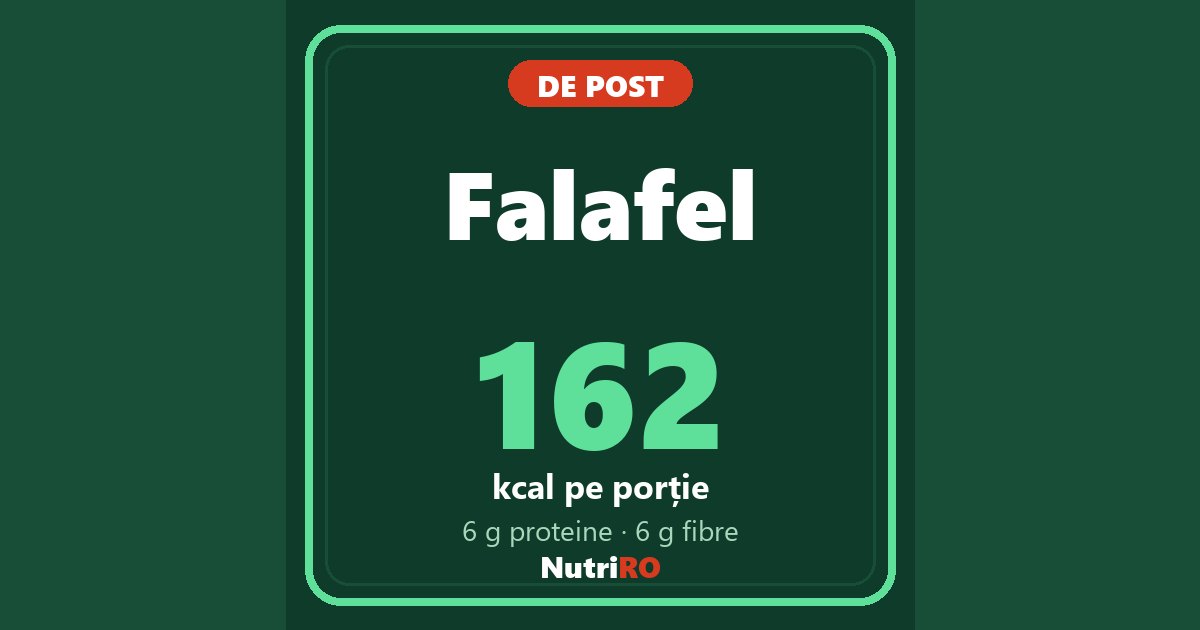 DE POST
Falafel
162
kcal pe porție
6 g proteine · 6 g fibre
NutriRO